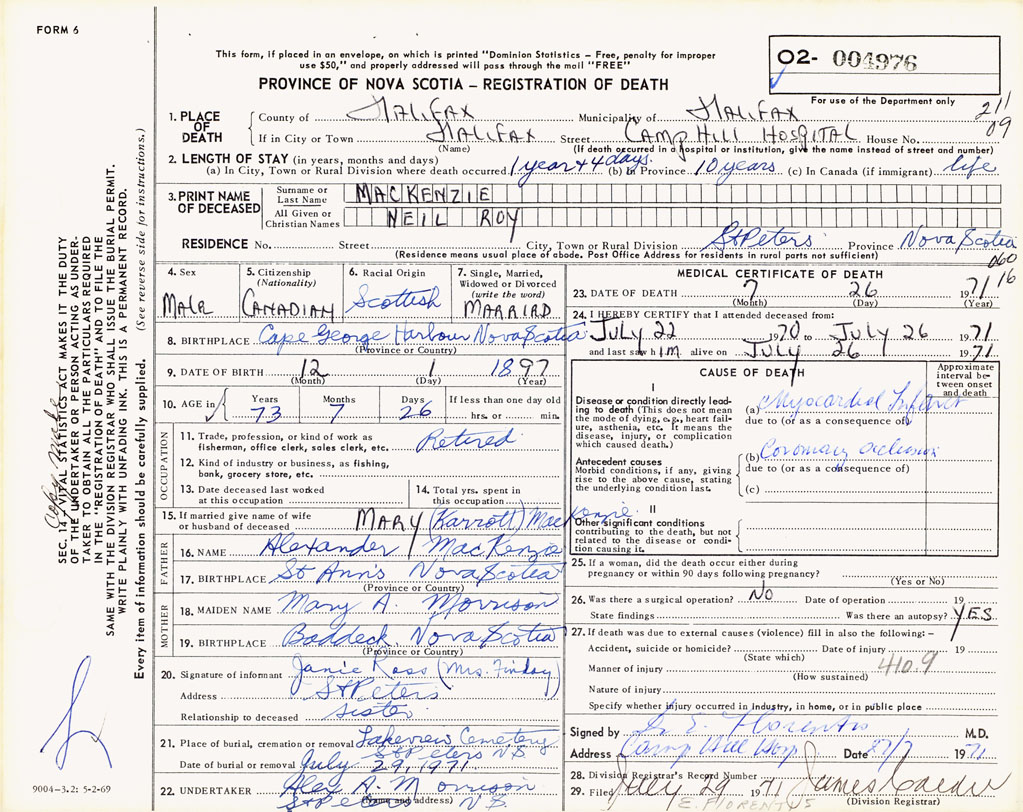 FORM 6
This form, if placed in an envelope, on which is printed "Dominion Statistics – Free, penalty for improper
use $50," and properly addressed will pass through the mail "FREE"
PROVINCE OF NOVA SCOTIA – REGISTRATION OF DEATH
02- 004976
For use of the Department only
211
09
1. PLACE OF DEATH
County of HALIFAX Municipality of HALIFAX
If in City or Town HALIFAX Street CAMP HILL HOSPITAL House No.
(Name) (If death occurred in a hospital or institution, give the name instead of street and number)
2. LENGTH OF STAY (in years, months and days)
(a) In City, Town or Rural Division where death occurred 1 year + 4 days. (b) In Province 10 years (c) In Canada (if immigrant) life
3. PRINT NAME OF DECEASED
Surname or Last Name MACKENZIE
All Given or Christian Names NEIL ROY
RESIDENCE No. Street City, Town or Rural Division St Peters Province Nova Scotia
(Residence means usual place of abode. Post Office Address for residents in rural parts not sufficient)
060
16
4. Sex MALE
5. Citizenship (Nationality) CANADIAN
6. Racial Origin Scottish
7. Single, Married, Widowed or Divorced (write the word) MARRIED
8. BIRTHPLACE Cape George Harbour Nova Scotia
(Province or Country)
9. DATE OF BIRTH 12 1 1897
(Month) (Day) (Year)
10. AGE in Years 73 Months 7 Days 26 If less than one day old hrs. or min.
OCCUPATION
11. Trade, profession, or kind of work as fisherman, office clerk, sales clerk, etc. Retired
12. Kind of industry or business, as fishing, bank, grocery store, etc.
13. Date deceased last worked at this occupation
14. Total yrs. spent in this occupation
15. If married give name of wife or husband of deceased MARY (Karrott) MacKenzie
FATHER
16. NAME Alexander MacKenzie
17. BIRTHPLACE St Ann's Nova Scotia
(Province or Country)
MOTHER
18. MAIDEN NAME Mary A. Morrison
19. BIRTHPLACE Baddeck, Nova Scotia
(Province or Country)
20. Signature of informant Janie Ross (Mrs. Finday)
Address St Peters
Relationship to deceased Sister
21. Place of burial, cremation or removal Lakeview Cemetery St Peters N.S.
Date of burial or removal July 29, 1971
22. UNDERTAKER Alex A. Morrison
St Peters N.S.
(Name and address)
MEDICAL CERTIFICATE OF DEATH
23. DATE OF DEATH 7 26 1971
(Month) (Day) (Year)
24. I HEREBY CERTIFY that I attended deceased from:
JULY 22 1970 to JULY 26 1971
and last saw him alive on JULY 26 1971
CAUSE OF DEATH
Approximate interval between onset and death
I
Disease or condition directly leading to death (This does not mean the mode of dying, e.g., heart failure, asthenia, etc. It means the disease, injury, or complication which caused death.)
(a) Myocardial Infarct
due to (or as a consequence of)
Antecedent causes
Morbid conditions, if any, giving rise to the above cause, stating the underlying condition last.
(b) Coronary occlusion
due to (or as a consequence of)
(c)
II
Other significant conditions contributing to the death, but not related to the disease or condition causing it.
25. If a woman, did the death occur either during pregnancy or within 90 days following pregnancy?
(Yes or No)
26. Was there a surgical operation? NO Date of operation 19
State findings Was there an autopsy? YES
27. If death was due to external causes (violence) fill in also the following:–
Accident, suicide or homicide? Date of injury 19
(State which)
Manner of injury 410.9
(How sustained)
Nature of injury
Specify whether injury occurred in industry, in home, or in public place
Signed by E. Florentus M.D.
Address Camp Hill Hosp. Date 27/7 1971
28. Division Registrar's Record Number
29. Filed July 29 1971
(Division Registrar)
E. FLORENTUS
9004-3.2: 5-2-69
SEC. 14. VITAL STATISTICS ACT MAKES IT THE DUTY
OF THE UNDERTAKER OR PERSON ACTING AS UNDER-
TAKER TO OBTAIN ALL THE PARTICULARS REQUIRED
IN THE "REGISTRATION OF DEATH" AND TO FILE THE
SAME WITH THE DIVISION REGISTRAR WHO SHALL ISSUE THE BURIAL PERMIT.
WRITE PLAINLY WITH UNFADING INK. THIS IS A PERMANENT RECORD.
Every item of information should be carefully supplied. (See reverse side for instructions.)